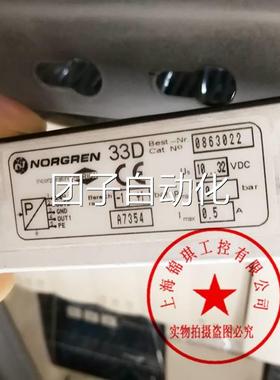 NORGREN 33D
Best-Nr.
Cat No
0863022
10...32 VDC
GND
OUT1
PE
bar
A7354
I max 0,5 A
团子自动化
上海锦琪工控有限公司
实物拍摄盗图必究